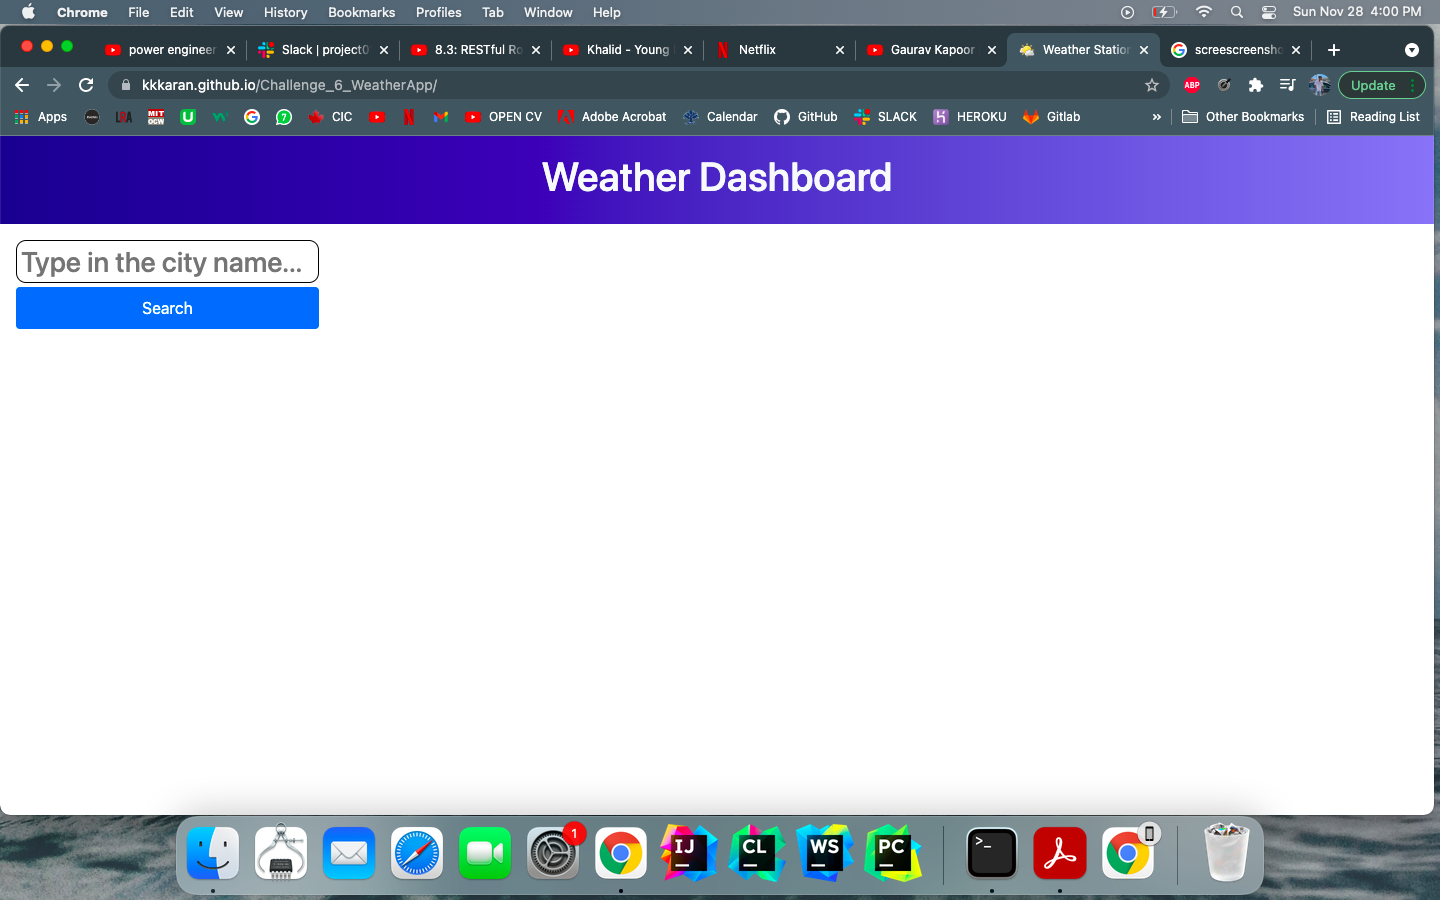 Chrome File Edit View History Bookmarks Profiles Tab Window Help Sun Nov 28 4:00 PM
power engineer Slack | project0 8.3: RESTful Ro Khalid - Young Netflix Gaurav Kapoor Weather Station screescreensho
kkkaran.github.io/Challenge_6_WeatherApp/ ABP Update
Apps LRA MIT OCW U CIC OPEN CV Adobe Acrobat Calendar GitHub SLACK HEROKU Gitlab » Other Bookmarks Reading List
Weather Dashboard
Type in the city name...
Search
1
IJ CL WS PC >_